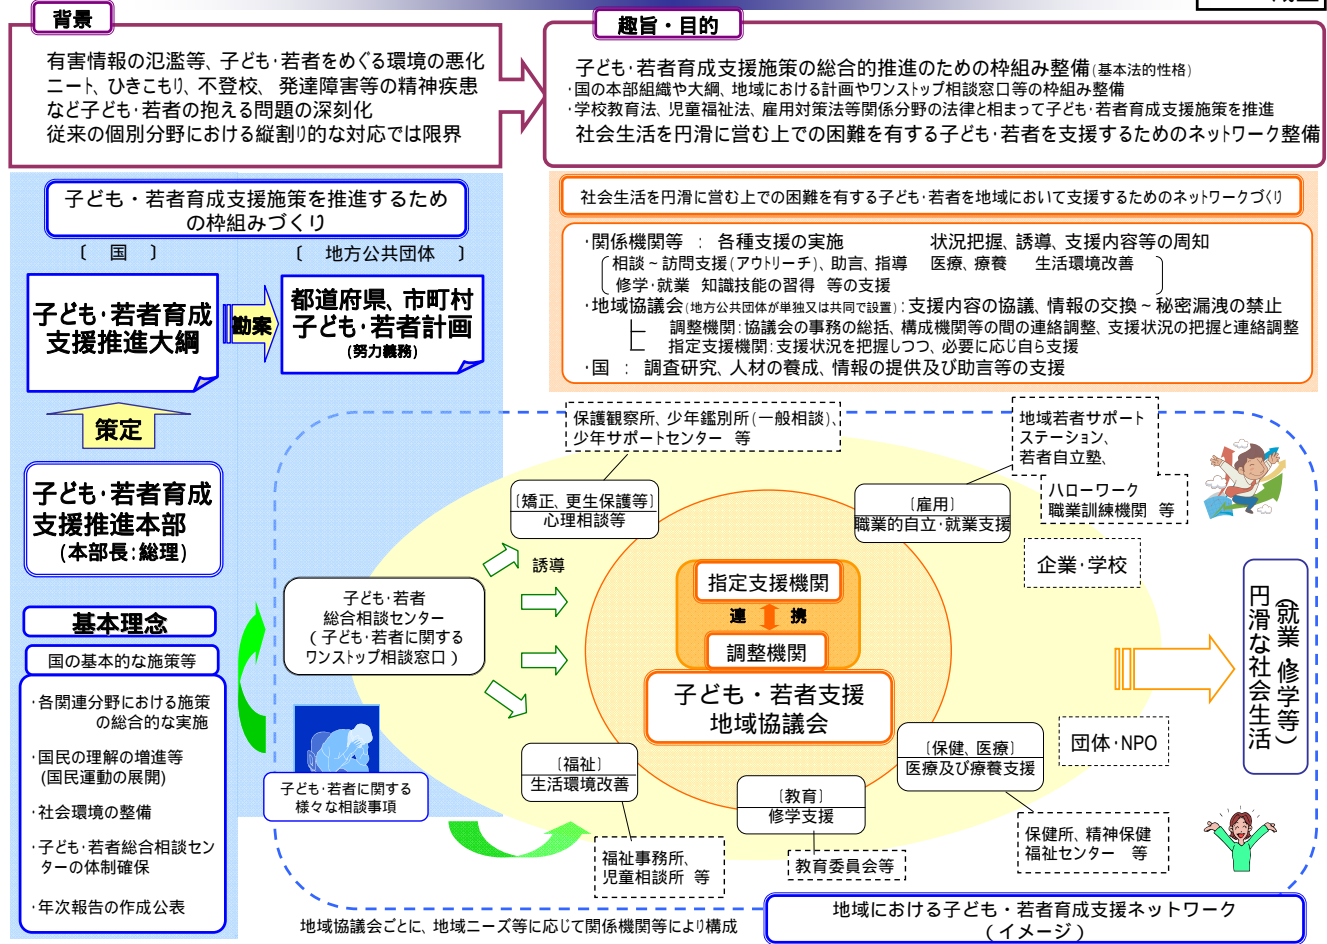 背景
有害情報の氾濫等、子ども・若者をめぐる環境の悪化
ニート、ひきこもり、不登校、発達障害等の精神疾患
など子ども・若者の抱える問題の深刻化
従来の個別分野における縦割り的な対応では限界
趣旨・目的
子ども・若者育成支援施策の総合的推進のための枠組み整備(基本法的性格)
・国の本部組織や大綱、地域における計画やワンストップ相談窓口等の枠組み整備
・学校教育法、児童福祉法、雇用対策法等関係分野の法律と相まって子ども・若者育成支援施策を推進
社会生活を円滑に営む上での困難を有する子ども・若者を支援するためのネットワーク整備
子ども・若者育成支援施策を推進するため
の枠組みづくり
〔 国 〕
〔 地方公共団体 〕
子ども・若者育成
支援推進大綱
勘案
都道府県、市町村
子ども・若者計画
(努力義務)
策定
子ども・若者育成
支援推進本部
(本部長:総理)
基本理念
国の基本的な施策等
・各関連分野における施策
の総合的な実施
・国民の理解の増進等
(国民運動の展開)
・社会環境の整備
・子ども・若者総合相談セン
ターの体制確保
・年次報告の作成公表
社会生活を円滑に営む上での困難を有する子ども・若者を地域において支援するためのネットワークづくり
・関係機関等 : 各種支援の実施 状況把握、誘導、支援内容等の周知
相談~訪問支援(アウトリーチ)、助言、指導 医療、療養 生活環境改善
修学・就業 知識技能の習得 等の支援
・地域協議会(地方公共団体が単独又は共同で設置):支援内容の協議、情報の交換~秘密漏洩の禁止
調整機関:協議会の事務の総括、構成機関等の間の連絡調整、支援状況の把握と連絡調整
指定支援機関:支援状況を把握しつつ、必要に応じ自ら支援
・国 : 調査研究、人材の養成、情報の提供及び助言等の支援
保護観察所、少年鑑別所(一般相談)、
少年サポートセンター 等
地域若者サポート
ステーション、
若者自立塾、
ハローワーク
職業訓練機関 等
〔矯正、更生保護等〕
心理相談等
〔雇用〕
職業的自立・就業支援
企業・学校
誘導
子ども・若者
総合相談センター
(子ども・若者に関する
ワンストップ相談窓口)
指定支援機関
連 携
調整機関
子ども・若者支援
地域協議会
円滑な社会生活
(就業 修学等)
団体・NPO
〔保健、医療〕
医療及び療養支援
〔福祉〕
生活環境改善
〔教育〕
修学支援
子ども・若者に関する
様々な相談事項
保健所、精神保健
福祉センター 等
福祉事務所、
児童相談所 等
教育委員会等
地域協議会ごとに、地域ニーズ等に応じて関係機関等により構成
地域における子ども・若者育成支援ネットワーク
(イメージ)